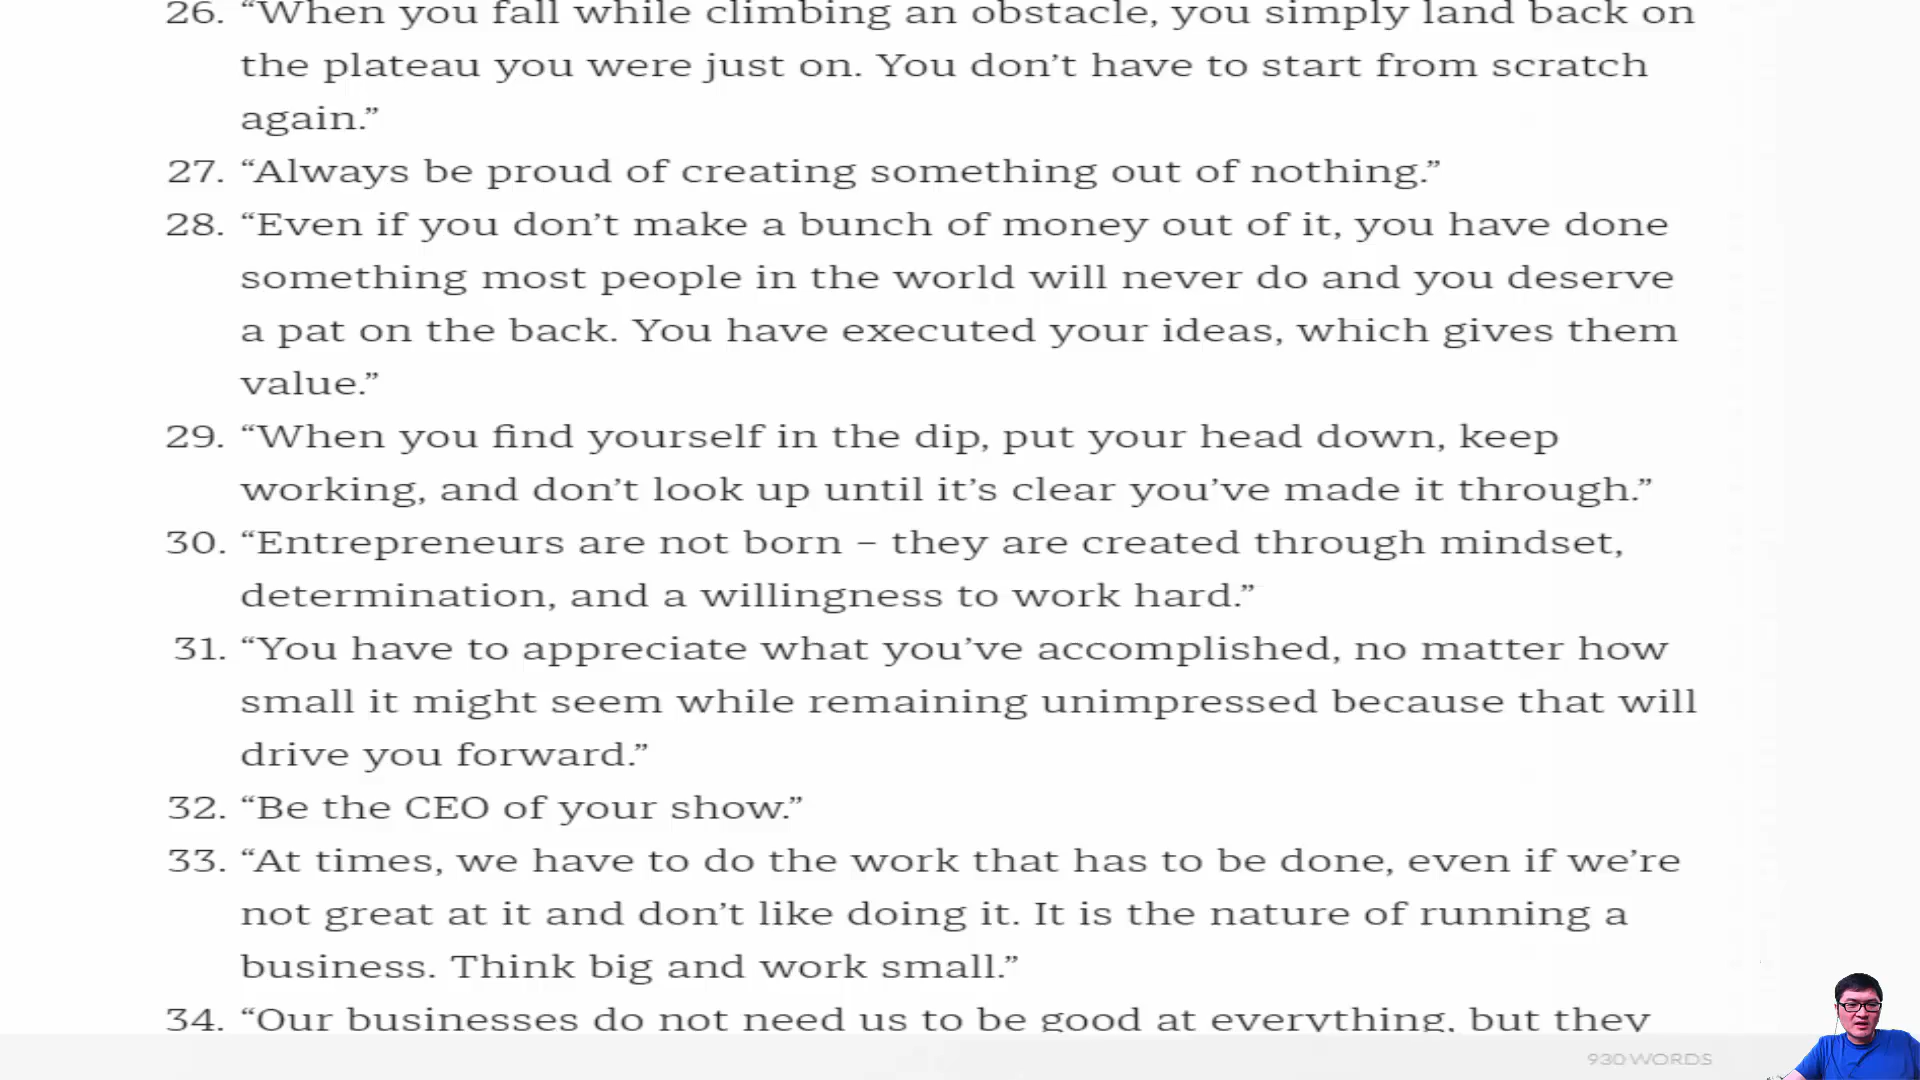 26. “When you fall while climbing an obstacle, you simply land back on
the plateau you were just on. You don’t have to start from scratch
again.”
27. “Always be proud of creating something out of nothing.”
28. “Even if you don’t make a bunch of money out of it, you have done
something most people in the world will never do and you deserve
a pat on the back. You have executed your ideas, which gives them
value.”
29. “When you find yourself in the dip, put your head down, keep
working, and don’t look up until it’s clear you’ve made it through.”
30. “Entrepreneurs are not born – they are created through mindset,
determination, and a willingness to work hard.”
31. “You have to appreciate what you’ve accomplished, no matter how
small it might seem while remaining unimpressed because that will
drive you forward.”
32. “Be the CEO of your show.”
33. “At times, we have to do the work that has to be done, even if we’re
not great at it and don’t like doing it. It is the nature of running a
business. Think big and work small.”
34. “Our businesses do not need us to be good at everything, but they
930 WORDS